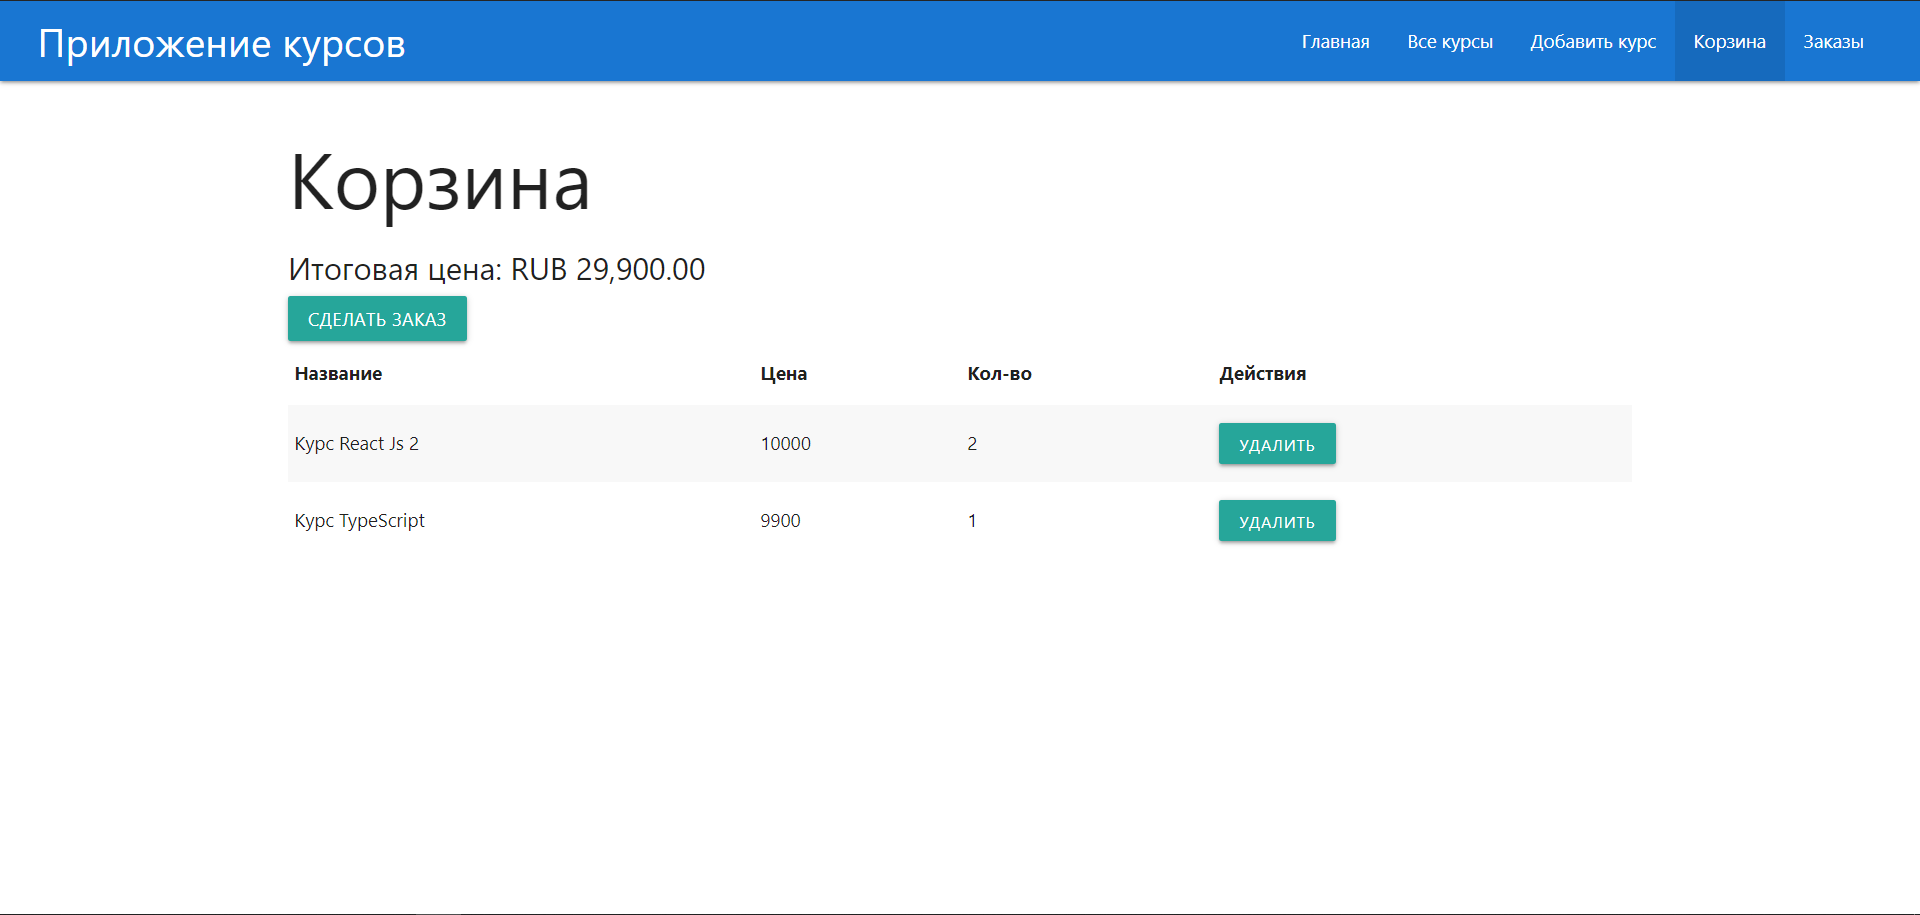 Приложение курсов
Главная Все курсы Добавить курс Корзина Заказы
Корзина
Итоговая цена: RUB 29,900.00
СДЕЛАТЬ ЗАКАЗ
Название Цена Кол-во Действия
Курс React Js 2 10000 2 УДАЛИТЬ
Курс TypeScript 9900 1 УДАЛИТЬ